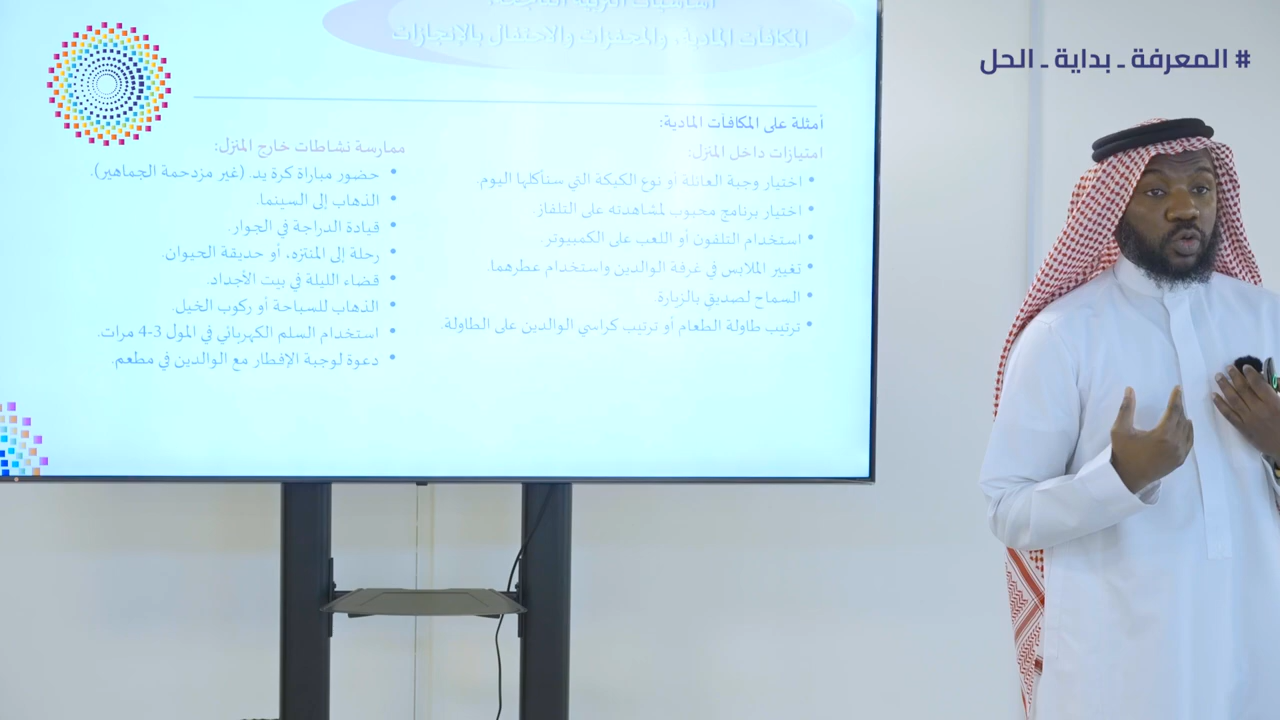 # المعرفة ـ بداية ـ الحل
أساسيات التربية الناجحة:
المكافآت المادية، والمحفزات والاحتفال بالإنجازات
أمثلة على المكافآت المادية:
امتيازات داخل المنزل:
• اختيار وجبة العائلة أو نوع الكيكة التي سنأكلها اليوم.
• اختيار برنامج محبوب لمشاهدته على التلفاز.
• استخدام التلفون أو اللعب على الكمبيوتر.
• تغيير الملابس في غرفة الوالدين واستخدام عطرهما.
• السماح لصديق بالزيارة.
• ترتيب طاولة الطعام أو ترتيب كراسي الوالدين على الطاولة.
ممارسة نشاطات خارج المنزل:
• حضور مباراة كرة يد. (غير مزدحمة الجماهير).
• الذهاب إلى السينما.
• قيادة الدراجة في الجوار.
• رحلة إلى المنتزه، أو حديقة الحيوان.
• قضاء الليلة في بيت الأجداد.
• الذهاب للسباحة أو ركوب الخيل.
• استخدام السلم الكهربائي في المول 3-4 مرات.
• دعوة لوجبة الإفطار مع الوالدين في مطعم.